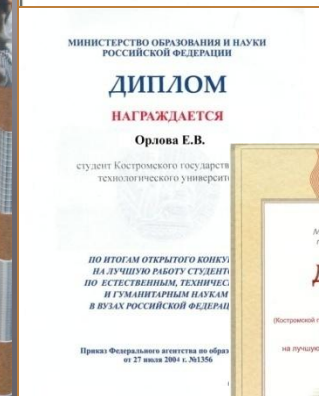 МИНИСТЕРСТВО ОБРАЗОВАНИЯ И НАУКИ
РОССИЙСКОЙ ФЕДЕРАЦИИ
ДИПЛОМ
НАГРАЖДАЕТСЯ
Орлова Е.В.
студент Костромского государств
технологического университ
ПО ИТОГАМ ОТКРЫТОГО КОНКУ
НА ЛУЧШУЮ РАБОТУ СТУДЕНТО
ПО ЕСТЕСТВЕННЫМ, ТЕХНИЧЕС
И ГУМАНИТАРНЫМ НАУКАМ
В ВУЗАХ РОССИЙСКОЙ ФЕДЕРАЦ
Приказ Федерального агентства по образ
от 27 июля 2004 г. №1356
(Костромской г
на лучшую